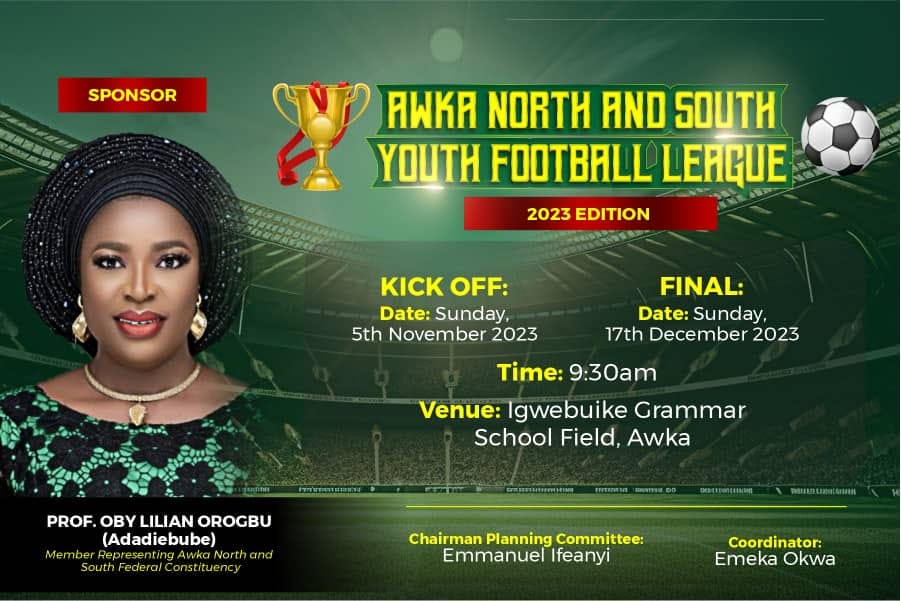 SPONSOR
AWKA NORTH AND SOUTH
YOUTH FOOTBALL LEAGUE
2023 EDITION
KICK OFF:
Date: Sunday,
5th November 2023
FINAL:
Date: Sunday,
17th December 2023
Time: 9:30am
Venue: Igwebuike Grammar
School Field, Awka
PROF. OBY LILIAN OROGBU
(Adadiebube)
Member Representing Awka North and
South Federal Constituency
Chairman Planning Committee:
Emmanuel Ifeanyi
Coordinator:
Emeka Okwa